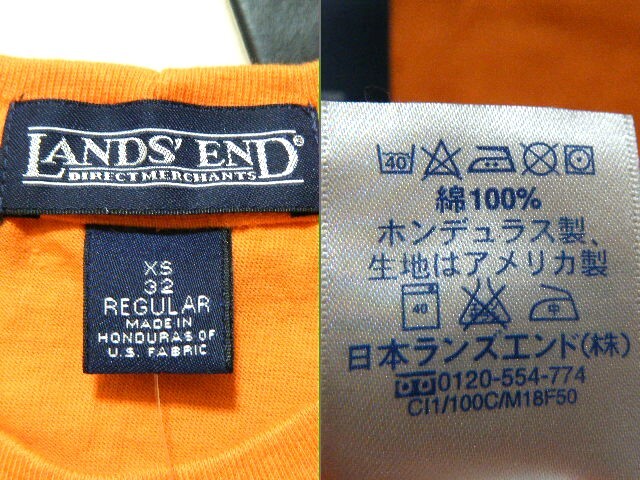 LANDS' END®
DIRECT MERCHANTS
XS
32
REGULAR
MADE IN
HONDURAS OF
U.S. FABRIC
40
綿100%
ホンデュラス製、
生地はアメリカ製
40 中
日本ランズエンド(株)
0120-554-774
CI1/100C/M18F50